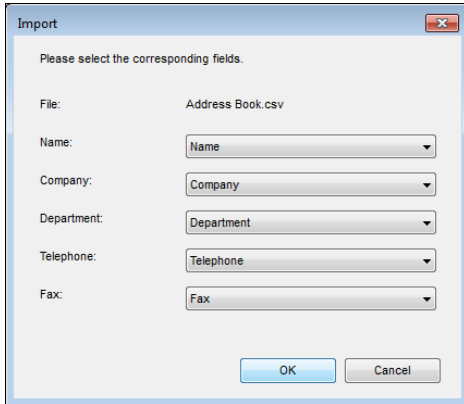 Import
Please select the corresponding fields.
File: Address Book.csv
Name: Name
Company: Company
Department: Department
Telephone: Telephone
Fax: Fax
OK Cancel